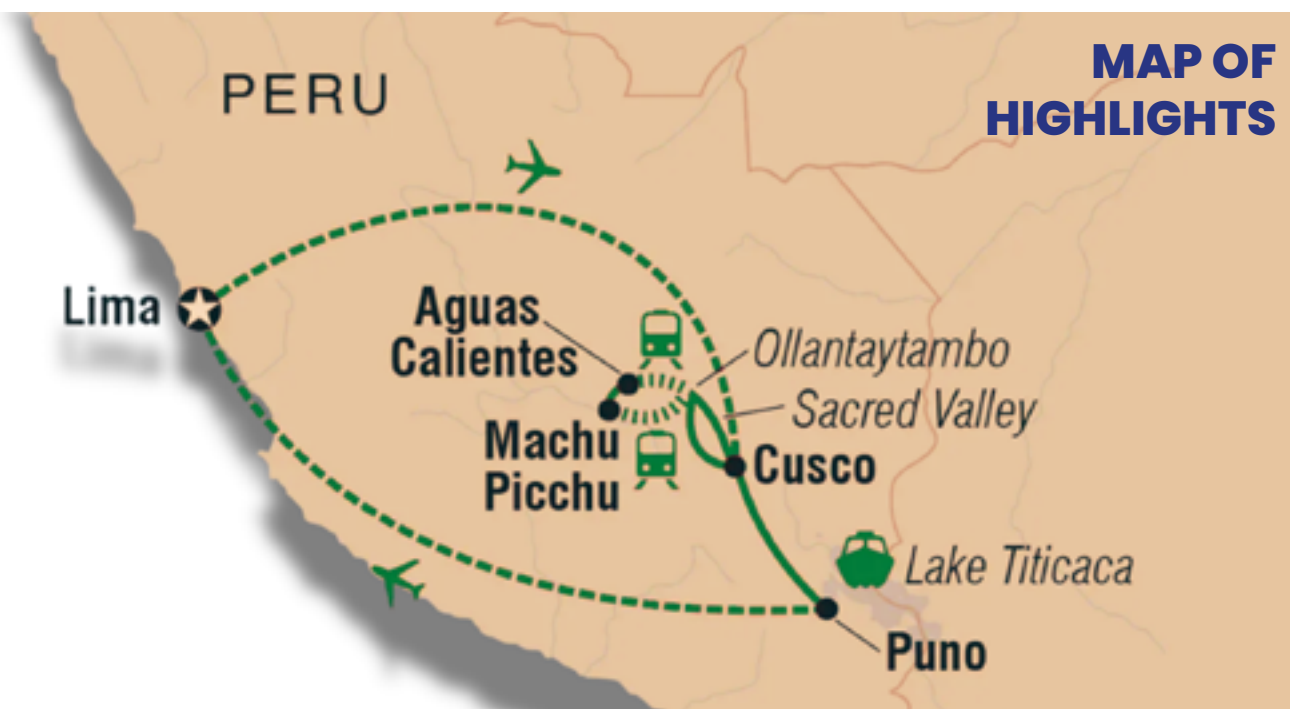 MAP OF
HIGHLIGHTS
PERU
Lima
Aguas
Calientes
Ollantaytambo
Sacred Valley
Machu
Picchu
Cusco
Lake Titicaca
Puno